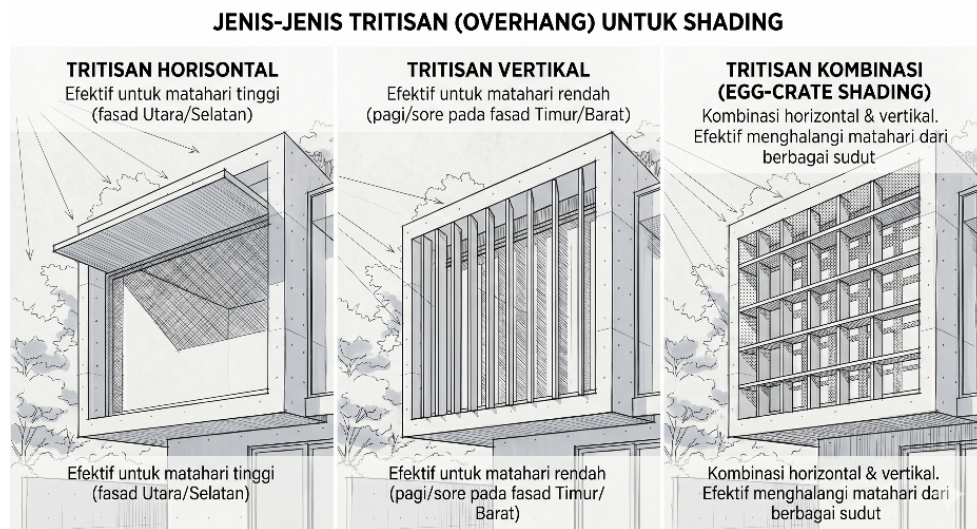 JENIS-JENIS TRITISAN (OVERHANG) UNTUK SHADING
TRITISAN HORISONTAL
Efektif untuk matahari tinggi
(fasad Utara/Selatan)
Efektif untuk matahari tinggi
(fasad Utara/Selatan)
TRITISAN VERTIKAL
Efektif untuk matahari rendah
(pagi/sore pada fasad Timur/Barat)
Efektif untuk matahari rendah
(pagi/sore pada fasad Timur/
Barat)
TRITISAN KOMBINASI
(EGG-CRATE SHADING)
Kombinasi horizontal & vertikal.
Efektif menghalangi matahari dari
berbagai sudut
Kombinasi horizontal & vertikal.
Efektif menghalangi matahari dari
berbagai sudut